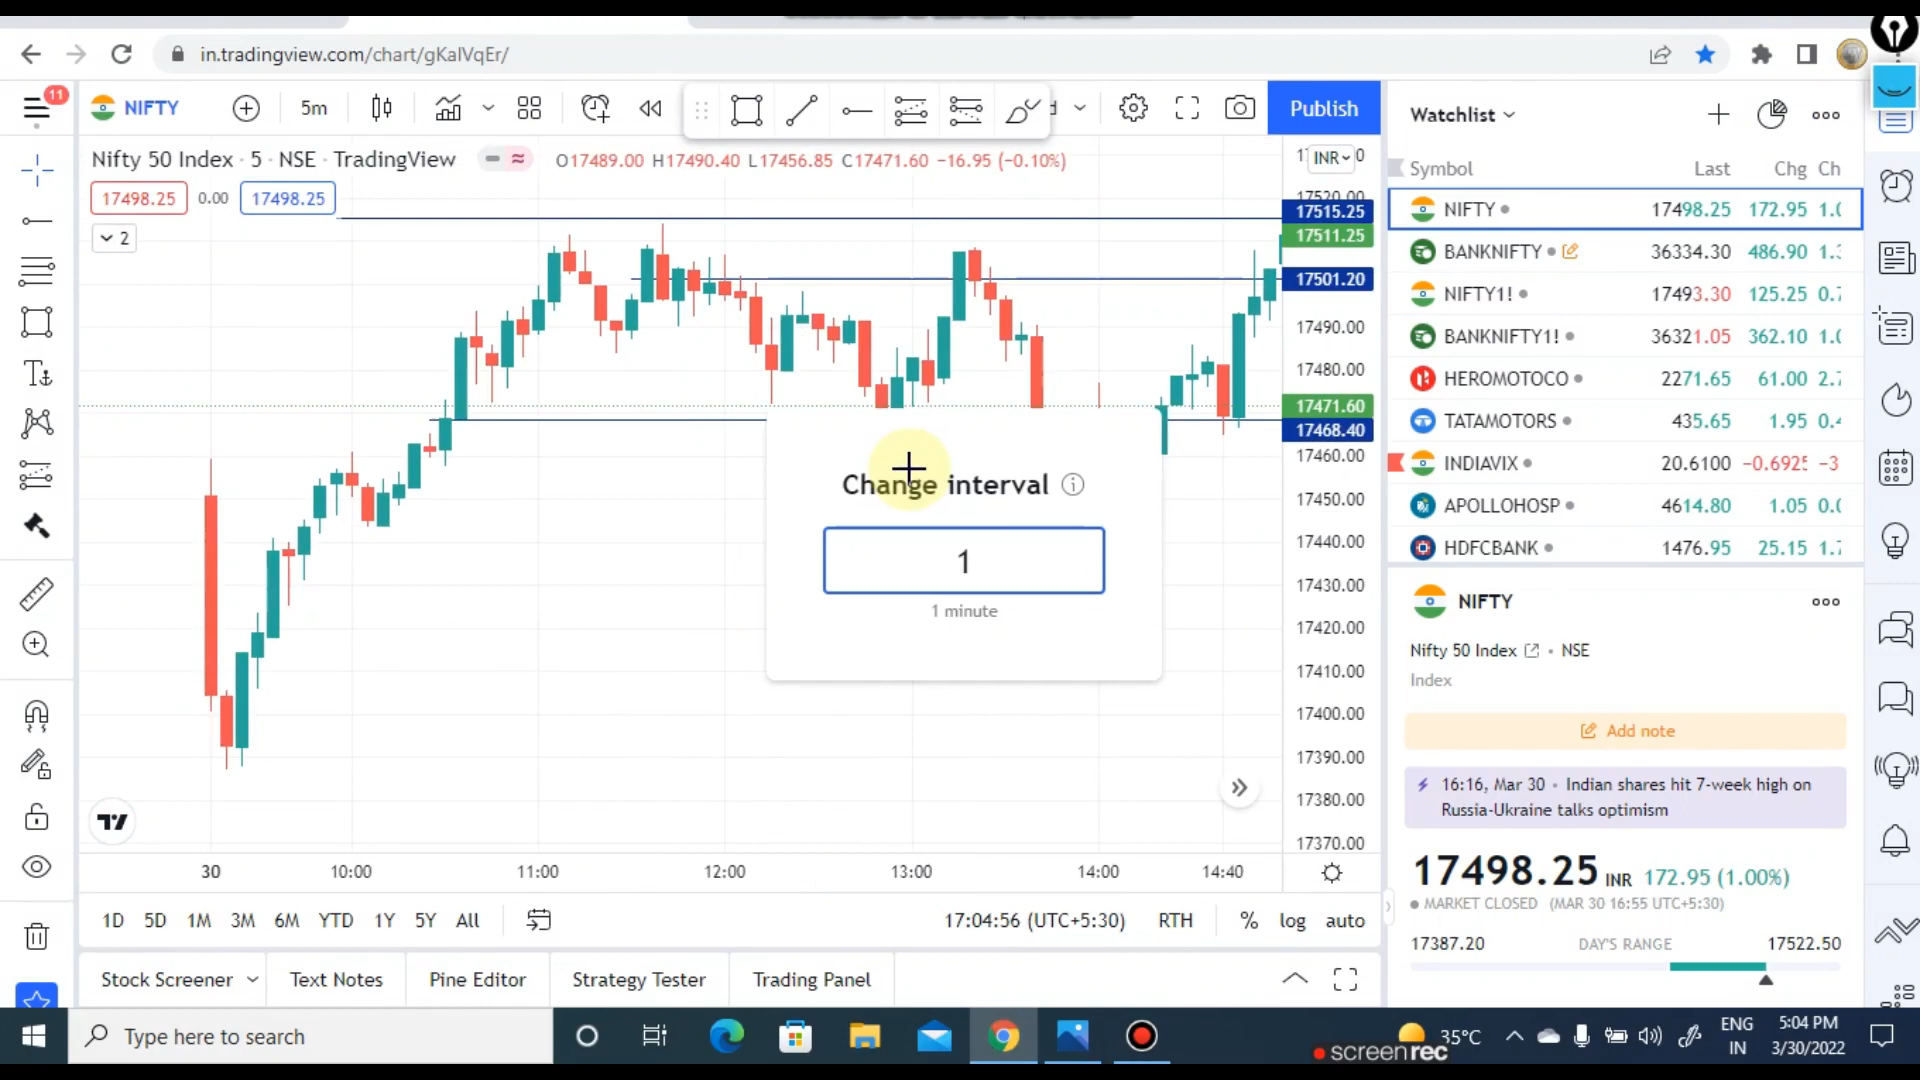 in.tradingview.com/chart/gKalVqEr/
11
NIFTY
5m
Publish
Nifty 50 Index · 5 · NSE · TradingView
O17489.00 H17490.40 L17456.85 C17471.60 −16.95 (−0.10%)
17498.25 0.00 17498.25
2
INR
17520.00
17515.25
17511.25
17501.20
17490.00
17480.00
17471.60
17468.40
17460.00
17450.00
17440.00
17430.00
17420.00
17410.00
17400.00
17390.00
17380.00
17370.00
Change interval
1
1 minute
30 10:00 11:00 12:00 13:00 14:00 14:40
1D 5D 1M 3M 6M YTD 1Y 5Y All
17:04:56 (UTC+5:30) RTH % log auto
Stock Screener Text Notes Pine Editor Strategy Tester Trading Panel
Watchlist
Symbol Last Chg Ch
NIFTY 17498.25 172.95
BANKNIFTY 36334.30 486.90
NIFTY1! 17493.30 125.25
BANKNIFTY1! 36321.05 362.10
HEROMOTOCO 2271.65 61.00
TATAMOTORS 435.65 1.95
INDIAVIX 20.6100
APOLLOHOSP 4614.80 1.05
HDFCBANK 1476.95 25.15
NIFTY
Nifty 50 Index • NSE
Index
Add note
16:16, Mar 30 • Indian shares hit 7-week high on
Russia-Ukraine talks optimism
17498.25 INR 172.95 (1.00%)
MARKET CLOSED (MAR 30 16:55 UTC+5:30)
17387.20 DAY'S RANGE 17522.50
Type here to search
35°C
ENG
IN
5:04 PM
3/30/2022
screenrec